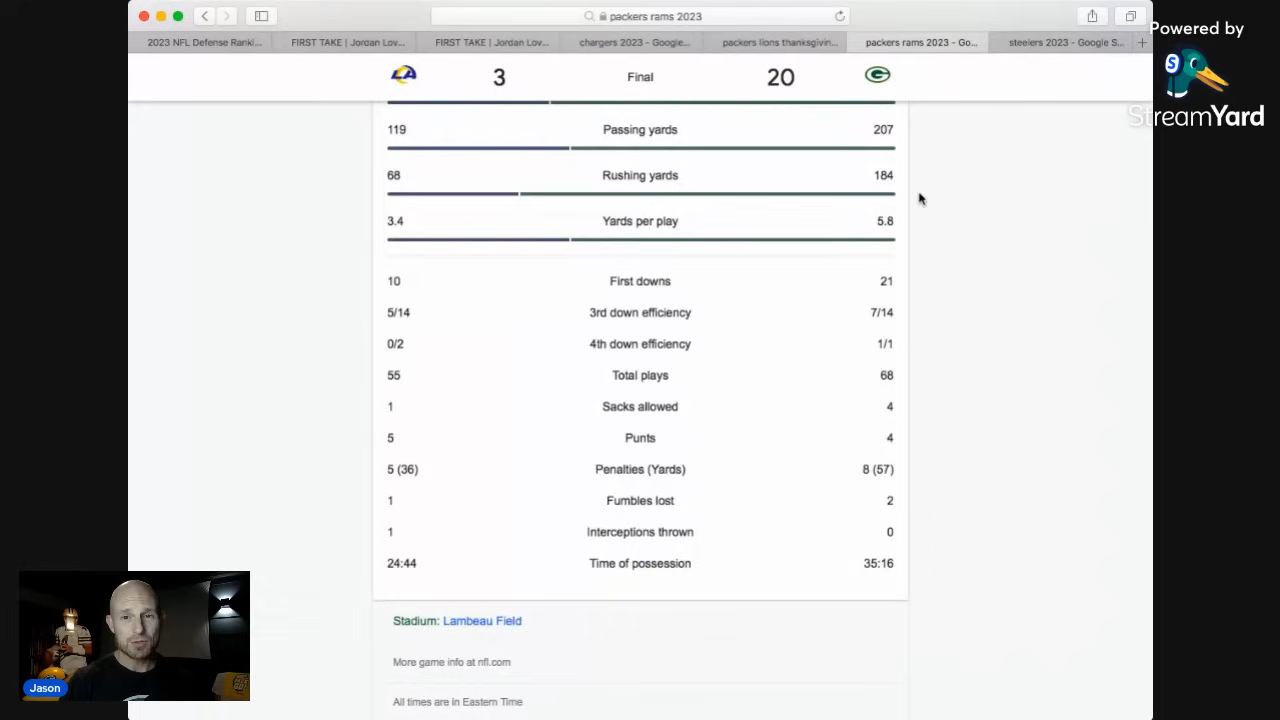 packers rams 2023
2023 NFL Defense Ranki...
FIRST TAKE | Jordan Lov...
FIRST TAKE | Jordan Lov...
chargers 2023 - Google...
packers lions thanksgivin...
packers rams 2023 - Go...
steelers 2023 - Google S...
Powered by
S
StreamYard
LA 3 Final 20 G
119 Passing yards 207
68 Rushing yards 184
3.4 Yards per play 5.8
10 First downs 21
5/14 3rd down efficiency 7/14
0/2 4th down efficiency 1/1
55 Total plays 68
1 Sacks allowed 4
5 Punts 4
5 (36) Penalties (Yards) 8 (57)
1 Fumbles lost 2
1 Interceptions thrown 0
24:44 Time of possession 35:16
Stadium: Lambeau Field
More game info at nfl.com
All times are in Eastern Time
Jason